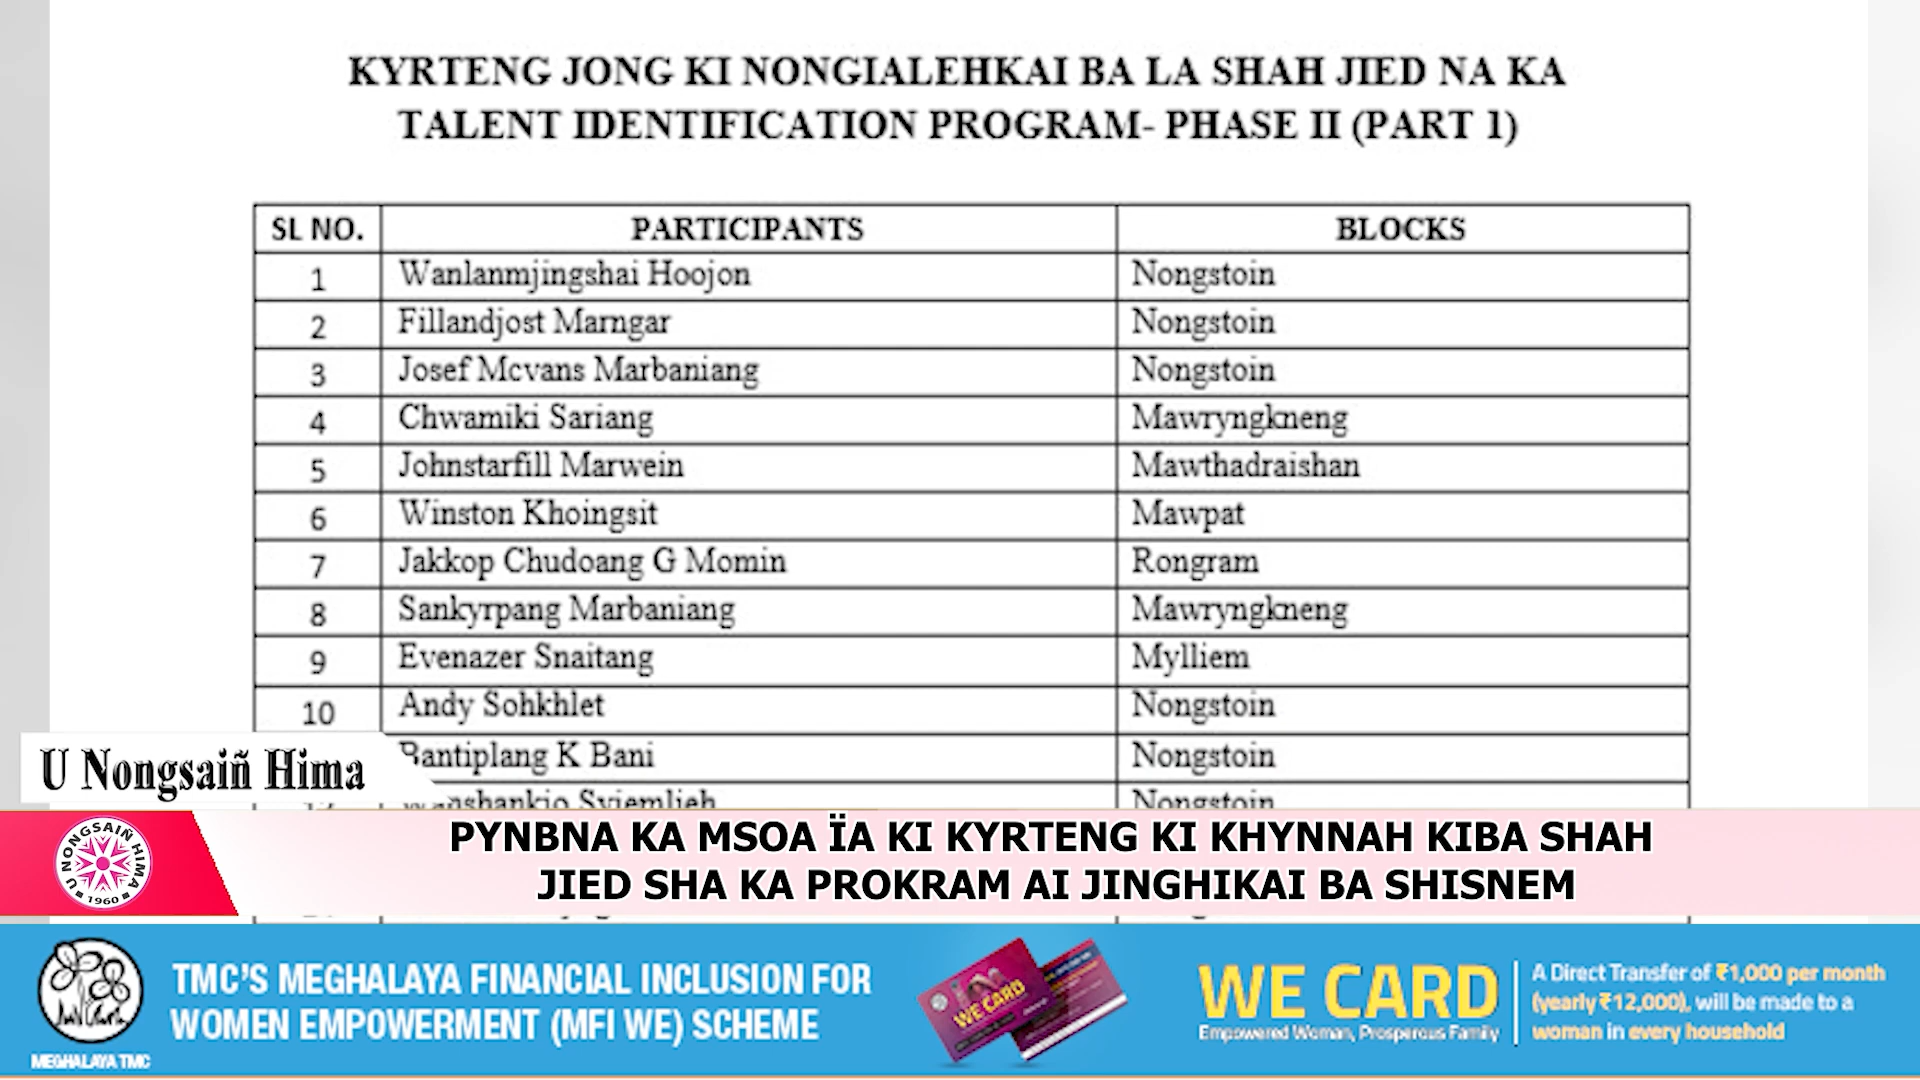 KYRTENG JONG KI NONGIALEHKAI BA LA SHAH JIED NA KA
TALENT IDENTIFICATION PROGRAM- PHASE II (PART 1)
SL NO. PARTICIPANTS BLOCKS
1 Wanlanmjingshai Hoojon Nongstoin
2 Fillandjost Marngar Nongstoin
3 Josef Mcvans Marbaniang Nongstoin
4 Chwamiki Sariang Mawryngkneng
5 Johnstarfill Marwein Mawthadraishan
6 Winston Khoingsit Mawpat
7 Jakkop Chudoang G Momin Rongram
8 Sankyrpang Marbaniang Mawryngkneng
9 Evenazer Snaitang Mylliem
10 Andy Sohkhlet Nongstoin
Bantiplang K Bani Nongstoin
Nongstoin
U Nongsaiñ Hima
U NONGSAIÑ HIMA
1960
PYNBNA KA MSOA ÏA KI KYRTENG KI KHYNNAH KIBA SHAH
JIED SHA KA PROKRAM AI JINGHIKAI BA SHISNEM
MEGHALAYA TMC
TMC'S MEGHALAYA FINANCIAL INCLUSION FOR
WOMEN EMPOWERMENT (MFI WE) SCHEME
WE CARD
WE CARD
Empowered Woman, Prosperous Family
A Direct Transfer of ₹1,000 per month
(yearly ₹12,000), will be made to a
woman in every household